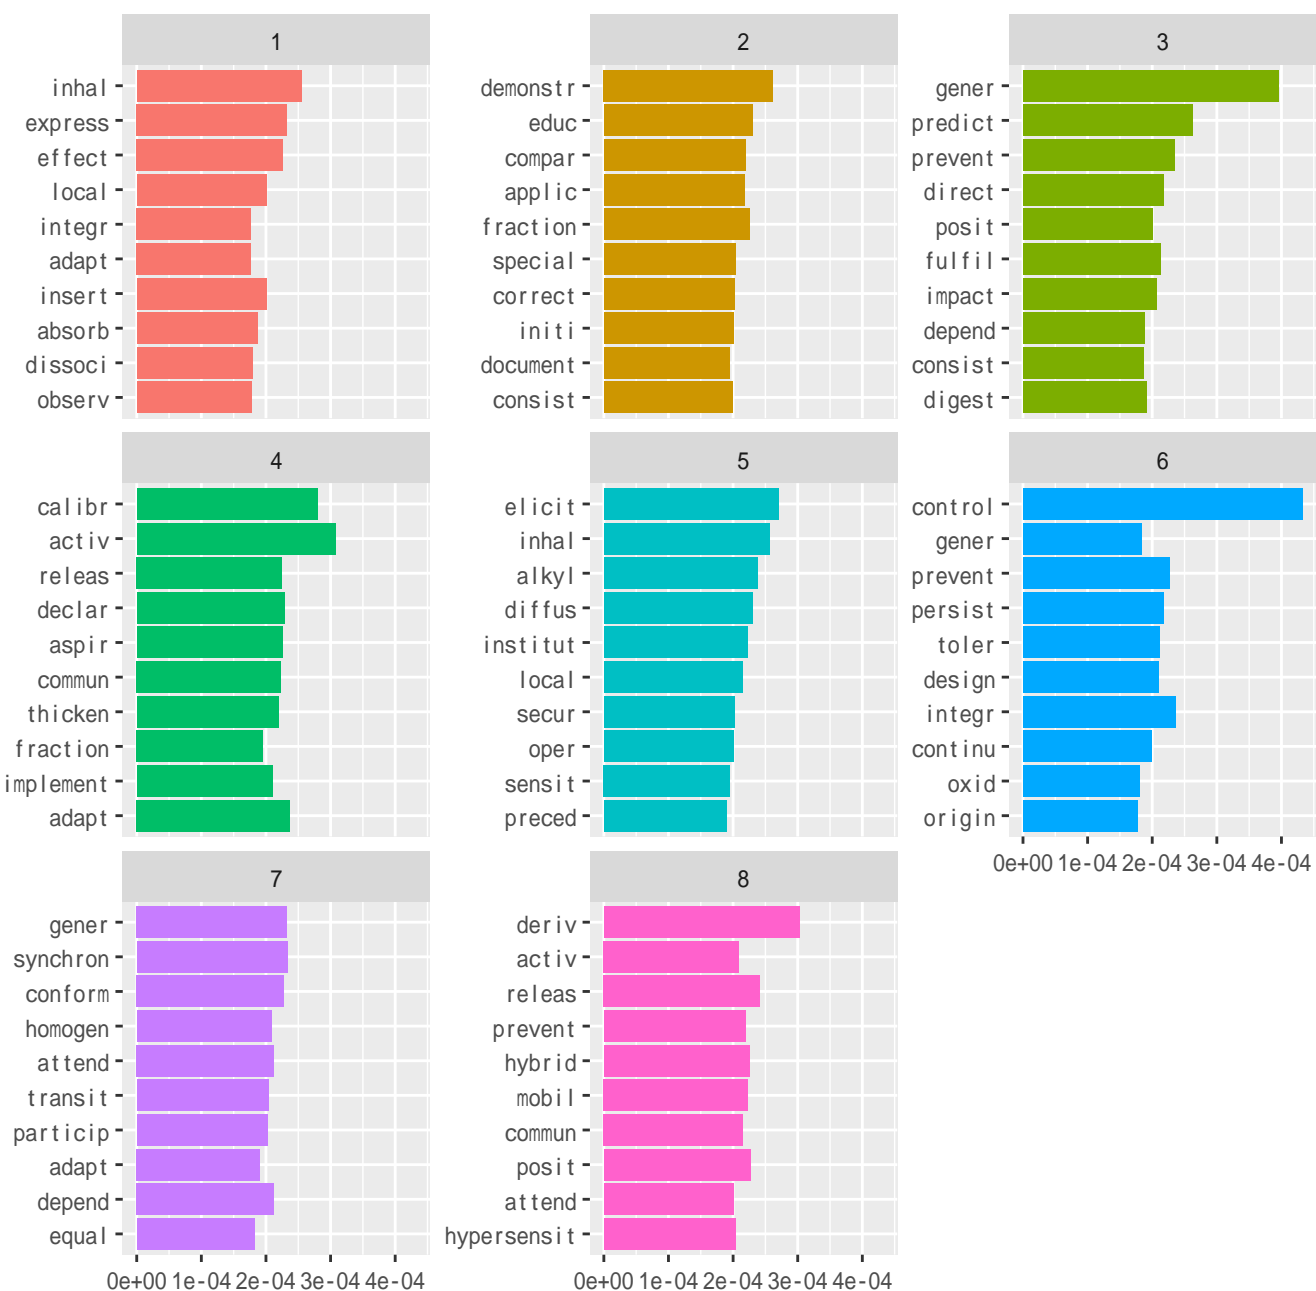 1
inhal
express
effect
local
integr
adapt
insert
absorb
dissoci
observ
2
demonstr
educ
compar
applic
fraction
special
correct
initi
document
consist
3
gener
predict
prevent
direct
posit
fulfil
impact
depend
consist
digest
4
calibr
activ
releas
declar
aspir
commun
thicken
fraction
implement
adapt
5
elicit
inhal
alkyl
diffus
institut
local
secur
oper
sensit
preced
6
control
gener
prevent
persist
toler
design
integr
continu
oxid
origin
0e+00 1e-04 2e-04 3e-04 4e-04
7
gener
synchron
conform
homogen
attend
transit
particip
adapt
depend
equal
0e+00 1e-04 2e-04 3e-04 4e-04
8
deriv
activ
releas
prevent
hybrid
mobil
commun
posit
attend
hypersensit
0e+00 1e-04 2e-04 3e-04 4e-04